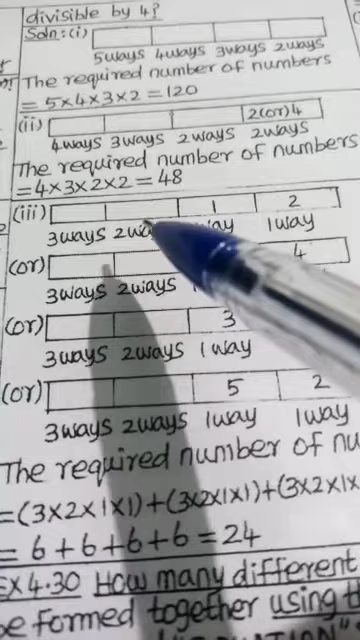 divisible by 4?
Soln:(i)
5ways 4ways 3ways 2ways
The required number of numbers
= 5×4×3×2 = 120
(ii) 2(or)4
4ways 3ways 2ways 2ways
The required number of numbers
= 4×3×2×2 = 48
(iii) 1 2
3ways 2wa way 1way
(or) 4
3ways 2ways
(or) 3
3ways 2ways 1way
(or) 5 2
3ways 2ways 1way 1way
The required number of nu
= (3×2×1×1)+(3×2×1×1)+(3×2×1×
= 6+6+6+6 = 24
EX 4.30 How many different
be formed together using th